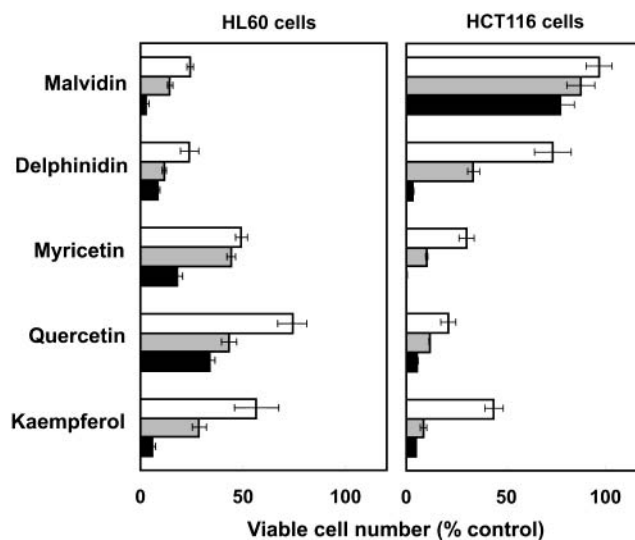 HL60 cells
HCT116 cells
Malvidin
Delphinidin
Myricetin
Quercetin
Kaempferol
0 50 100 0 50 100
Viable cell number (% control)